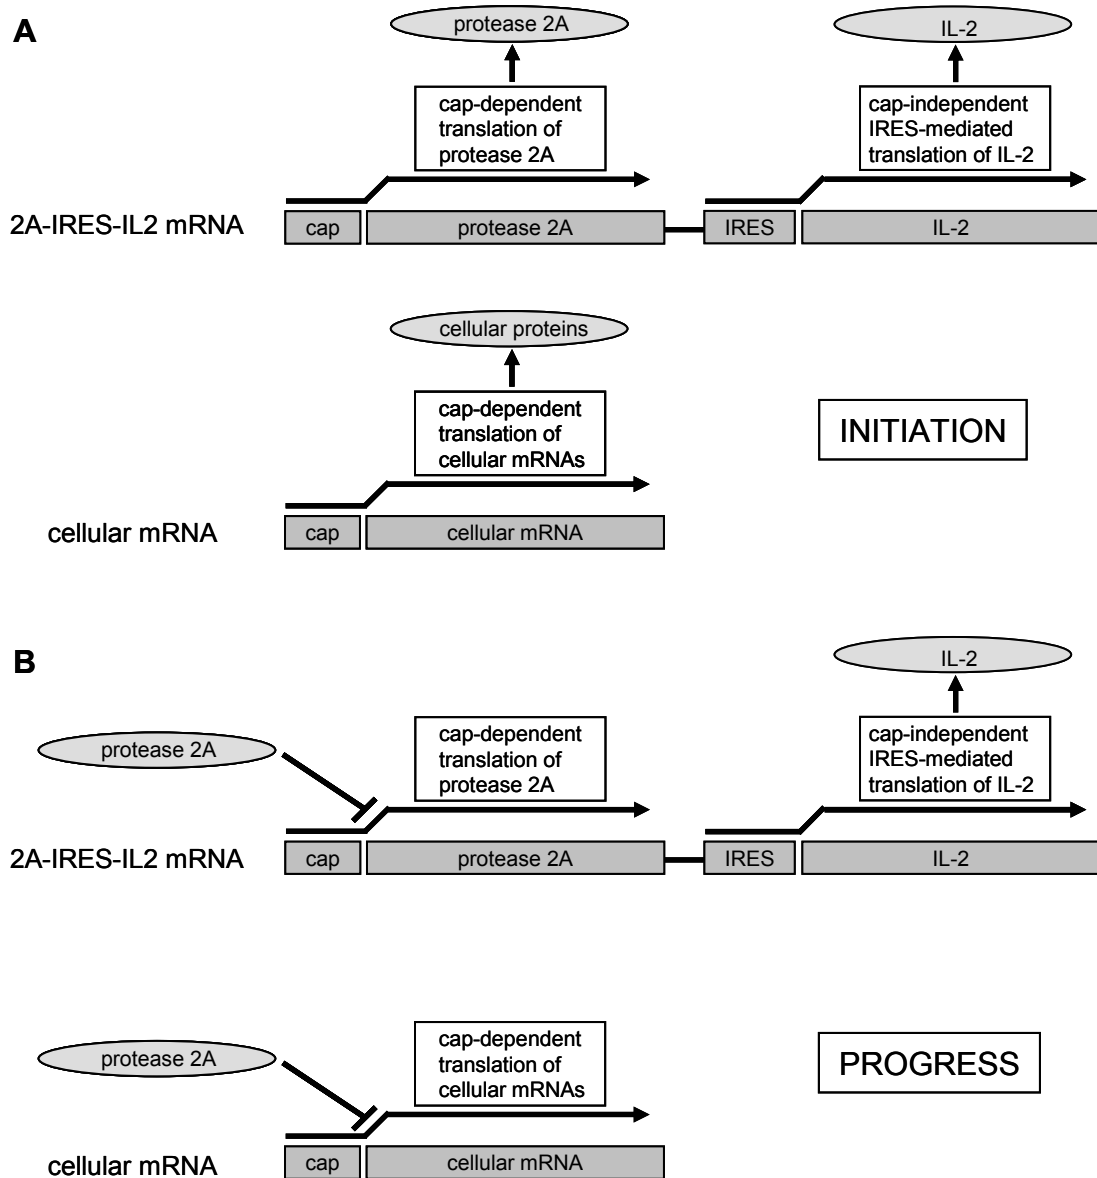 A
protease 2A
IL-2
cap-dependent
translation of
protease 2A
cap-independent
IRES-mediated
translation of IL-2
2A-IRES-IL2 mRNA
cap
protease 2A
IRES
IL-2
cellular proteins
cap-dependent
translation of
cellular mRNAs
INITIATION
cellular mRNA
cap
cellular mRNA
B
IL-2
protease 2A
cap-dependent
translation of
protease 2A
cap-independent
IRES-mediated
translation of IL-2
2A-IRES-IL2 mRNA
cap
protease 2A
IRES
IL-2
protease 2A
cap-dependent
translation of
cellular mRNAs
PROGRESS
cellular mRNA
cap
cellular mRNA